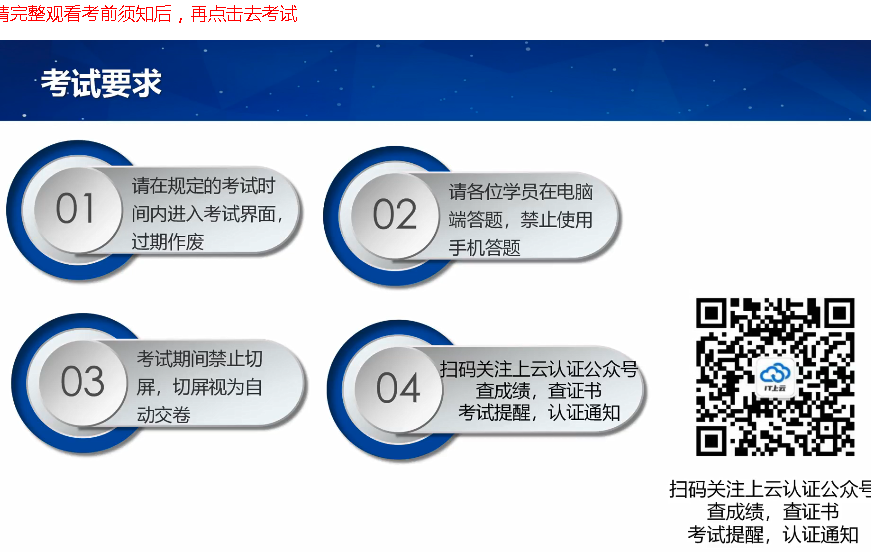 请完整观看考前须知后，再点击去考试
考试要求
01
请在规定的考试时
间内进入考试界面，
过期作废
02
请各位学员在电脑
端答题，禁止使用
手机答题
03
考试期间禁止切
屏，切屏视为自
动交卷
04
扫码关注上云认证公众号
查成绩，查证书
考试提醒，认证通知
IT上云
扫码关注上云认证公众号
查成绩，查证书
考试提醒，认证通知